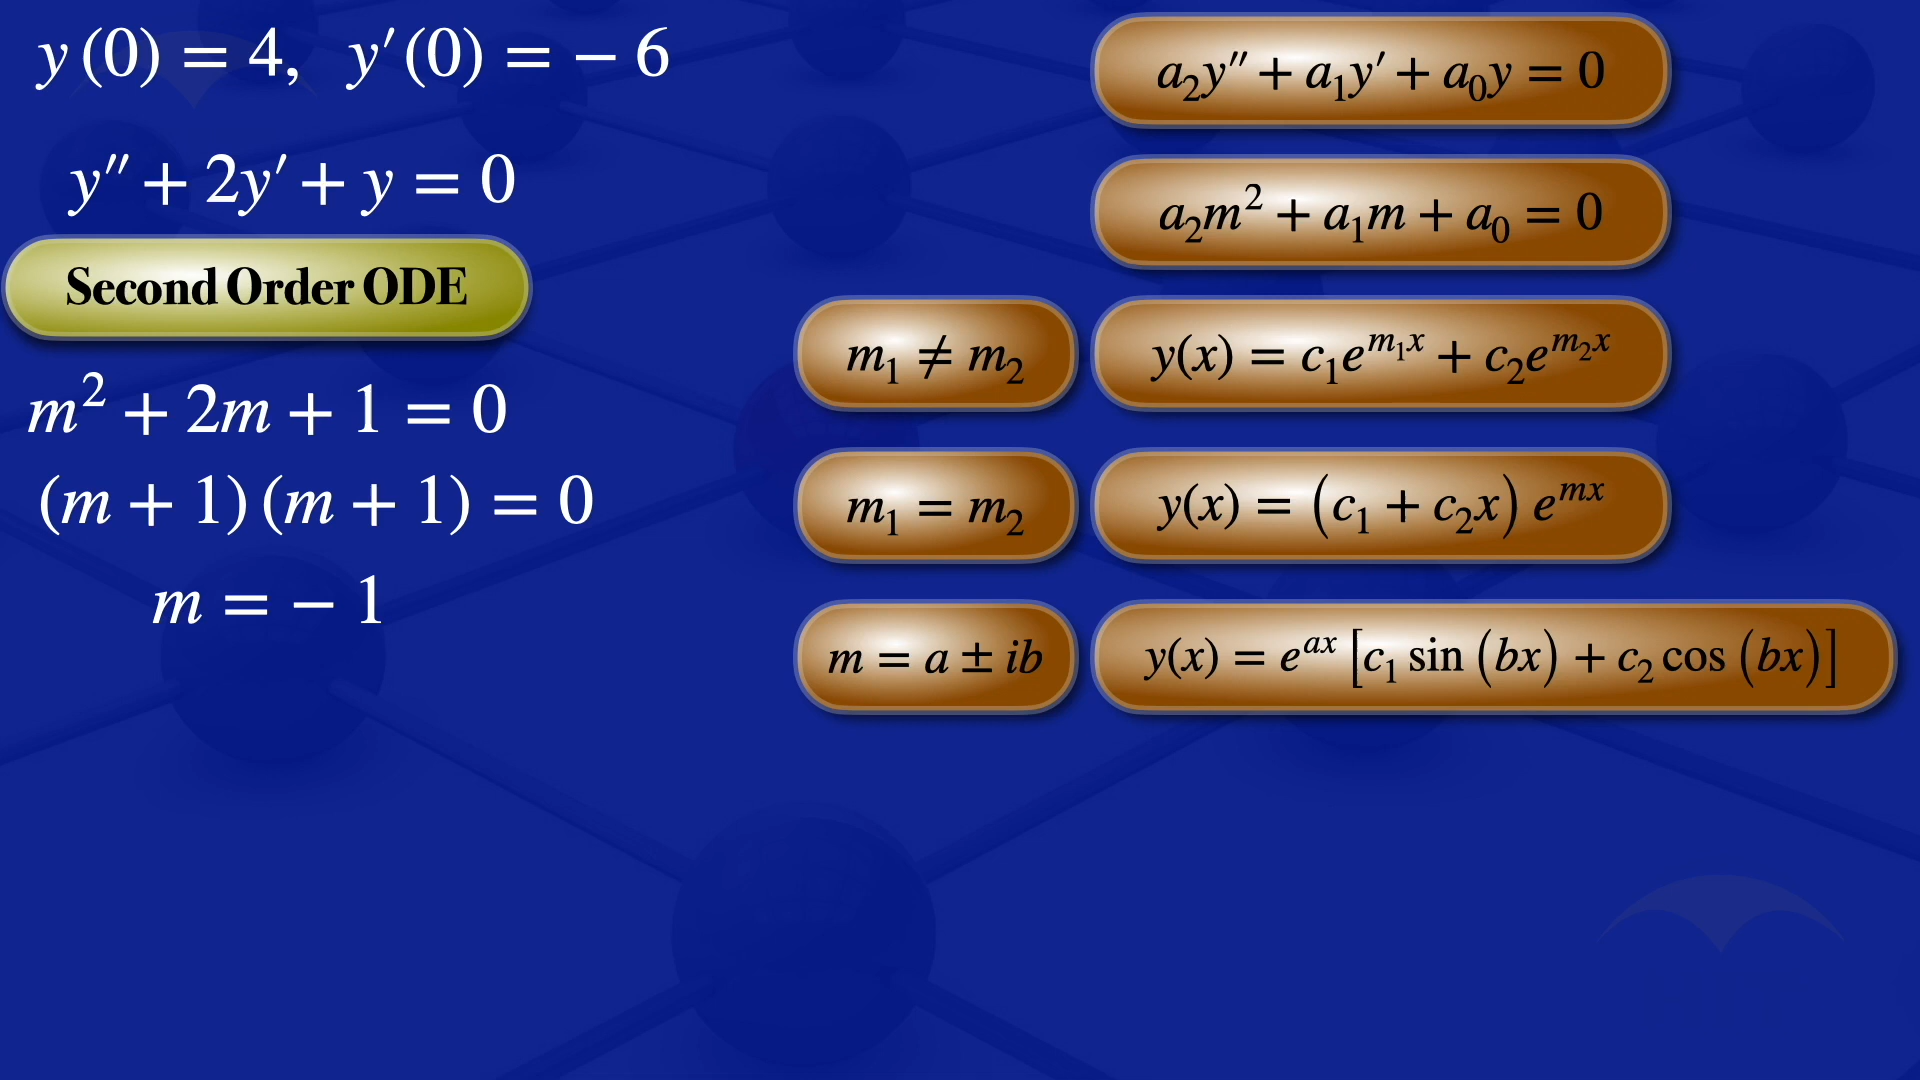 y (0) = 4, y′(0) = − 6
y″ + 2y′ + y = 0
Second Order ODE
m² + 2m + 1 = 0
(m + 1) (m + 1) = 0
m = − 1
a₂y″ + a₁y′ + a₀y = 0
a₂m² + a₁m + a₀ = 0
m₁ ≠ m₂ y(x) = c₁e^{m₁x} + c₂e^{m₂x}
m₁ = m₂ y(x) = (c₁ + c₂x) e^{mx}
m = a ± ib y(x) = e^{ax} [c₁ sin (bx) + c₂ cos (bx)]